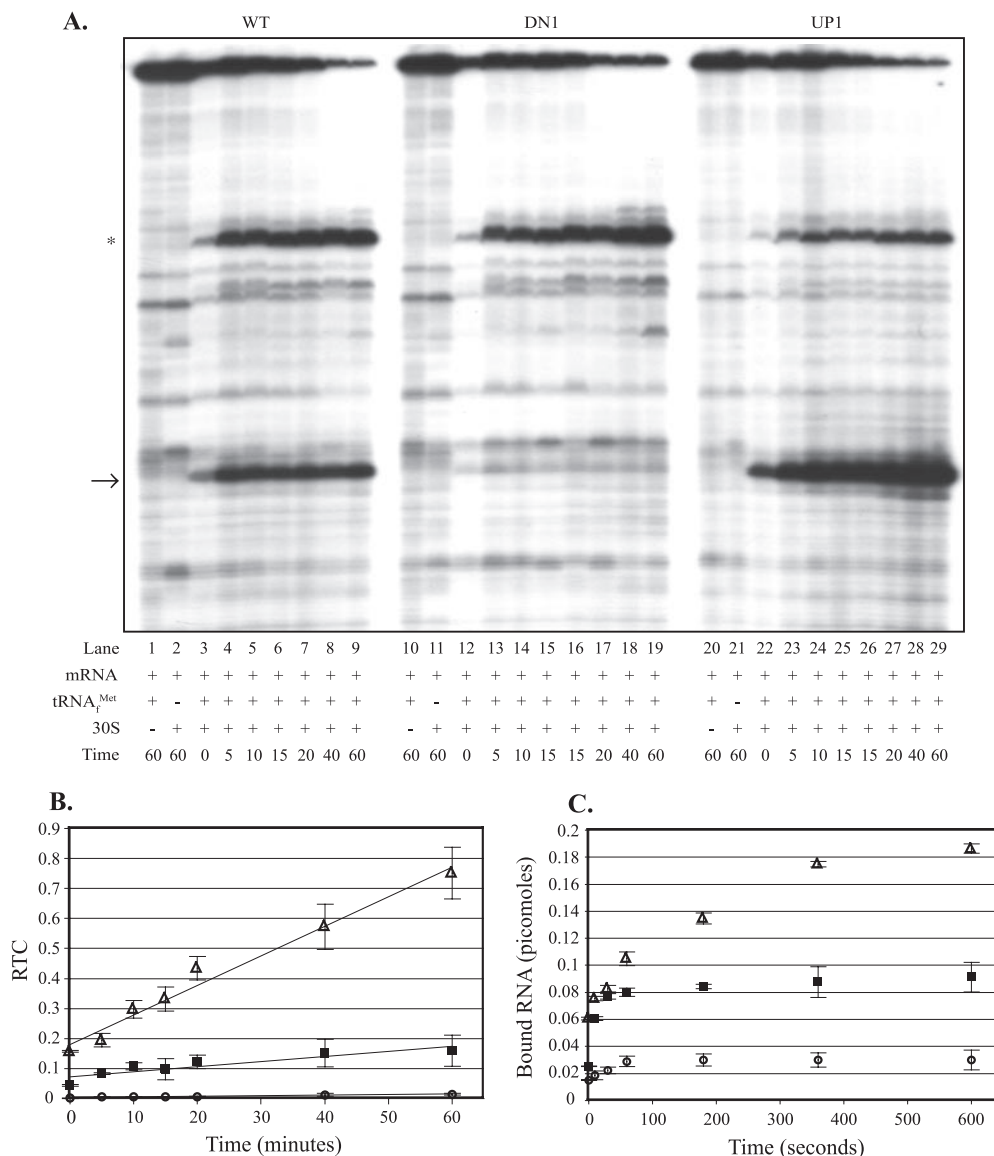 A. WT DN1 UP1
*
→
Lane 1 2 3 4 5 6 7 8 9 10 11 12 13 14 15 16 17 18 19 20 21 22 23 24 25 26 27 28 29
mRNA + + + + + + + + + + + + + + + + + + + + + + + + + + + + +
tRNA_f^Met + - + + + + + + + + - + + + + + + + + + - + + + + + + + +
30S - + + + + + + + + - + + + + + + + + + - + + + + + + + + +
Time 60 60 0 5 10 15 20 40 60 60 60 0 5 10 15 15 20 40 60 60 60 0 5 10 15 15 20 40 60
B.
0.9
0.8
0.7
0.6
0.5
0.4
0.3
0.2
0.1
0
RTC
0 10 20 30 40 50 60
Time (minutes)
C.
0.2
0.18
0.16
0.14
0.12
0.1
0.08
0.06
0.04
0.02
0
Bound RNA (picomoles)
0 100 200 300 400 500 600
Time (seconds)